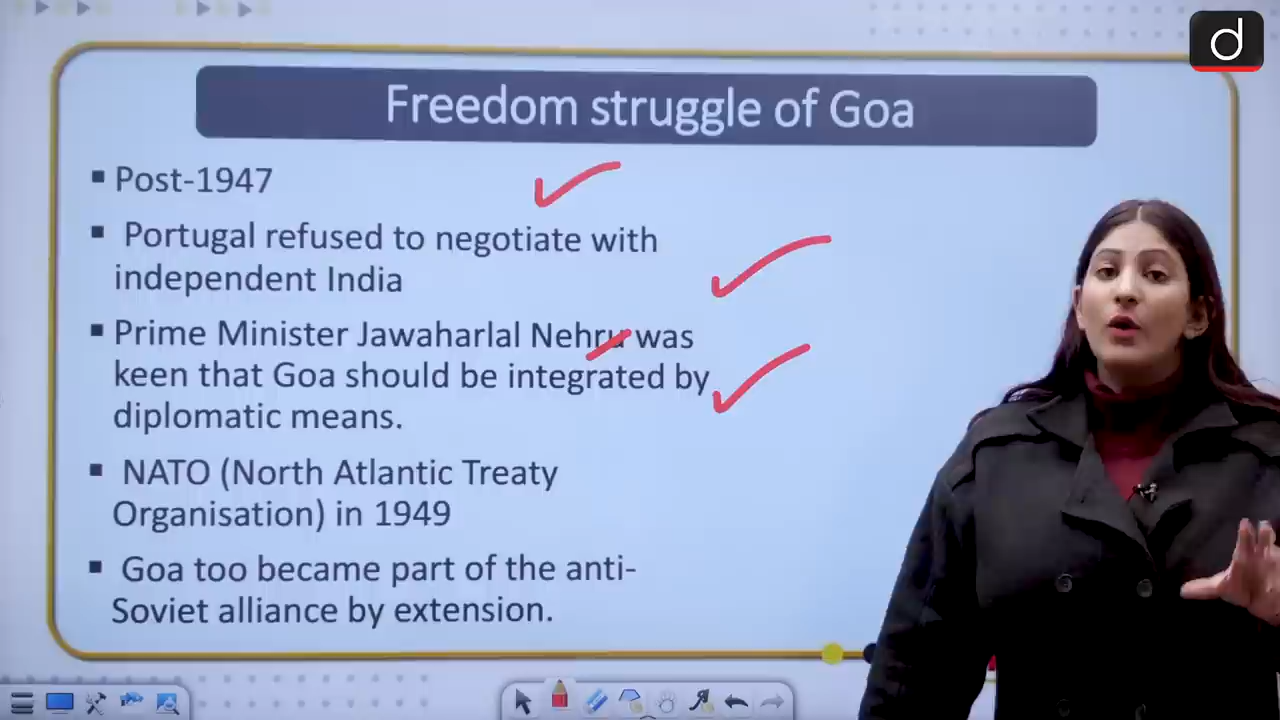 d
Freedom struggle of Goa
Post-1947
Portugal refused to negotiate with
independent India
Prime Minister Jawaharlal Nehru was
keen that Goa should be integrated by
diplomatic means.
NATO (North Atlantic Treaty
Organisation) in 1949
Goa too became part of the anti-
Soviet alliance by extension.